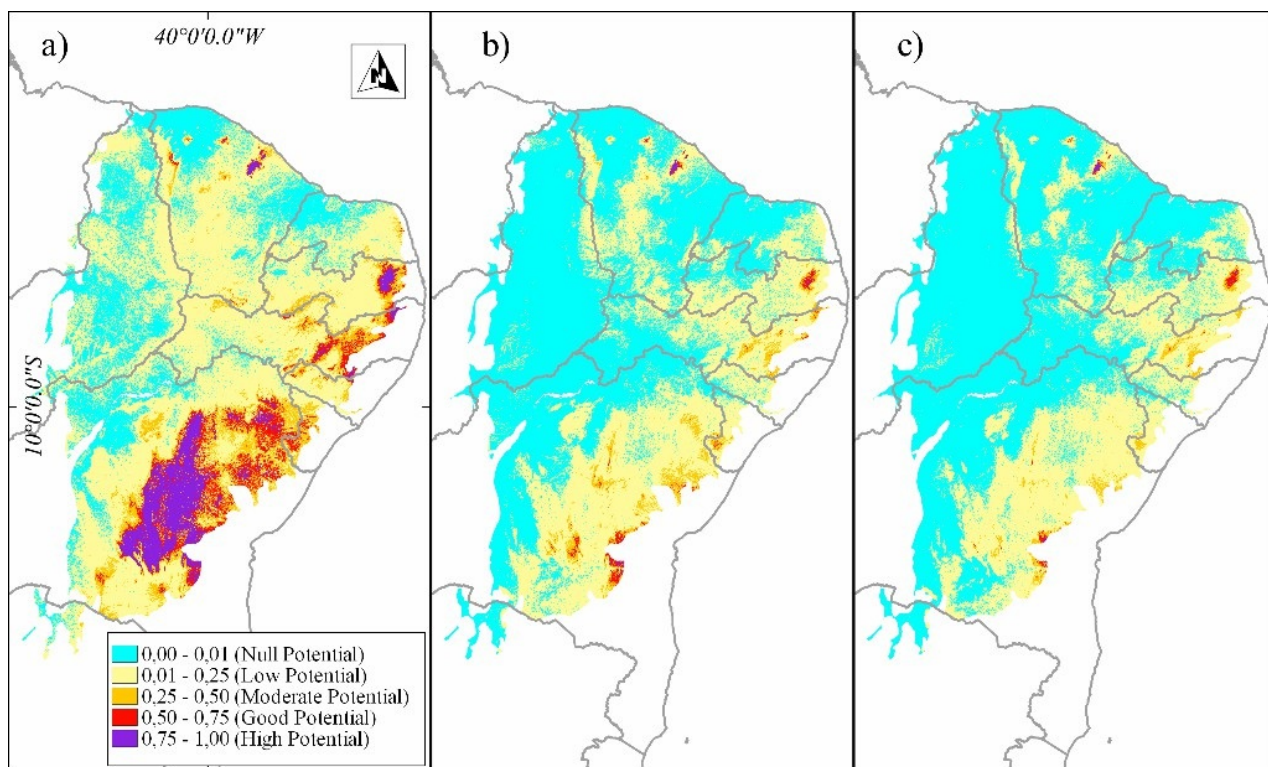 a)
40°0'0.0"W
N
b)
c)
10°0'0.0"S
0,00 - 0,01 (Null Potential)
0,01 - 0,25 (Low Potential)
0,25 - 0,50 (Moderate Potential)
0,50 - 0,75 (Good Potential)
0,75 - 1,00 (High Potential)